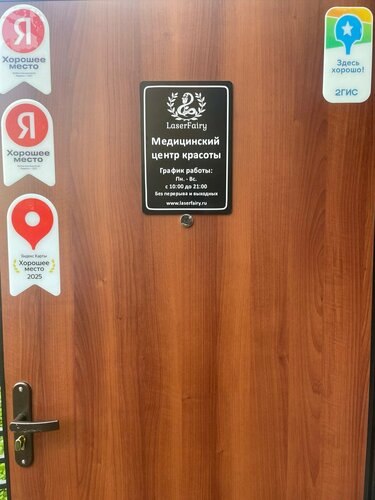 Я
Хорошее
место
Я
Хорошее
место
Яндекс Карты
Хорошее
место
2025
LaserFairy
Медицинский
центр красоты
График работы:
Пн. - Вс.
с 10:00 до 21:00
Без перерыва и выходных
www.laserfairy.ru
Здесь
хорошо!
2ГИС